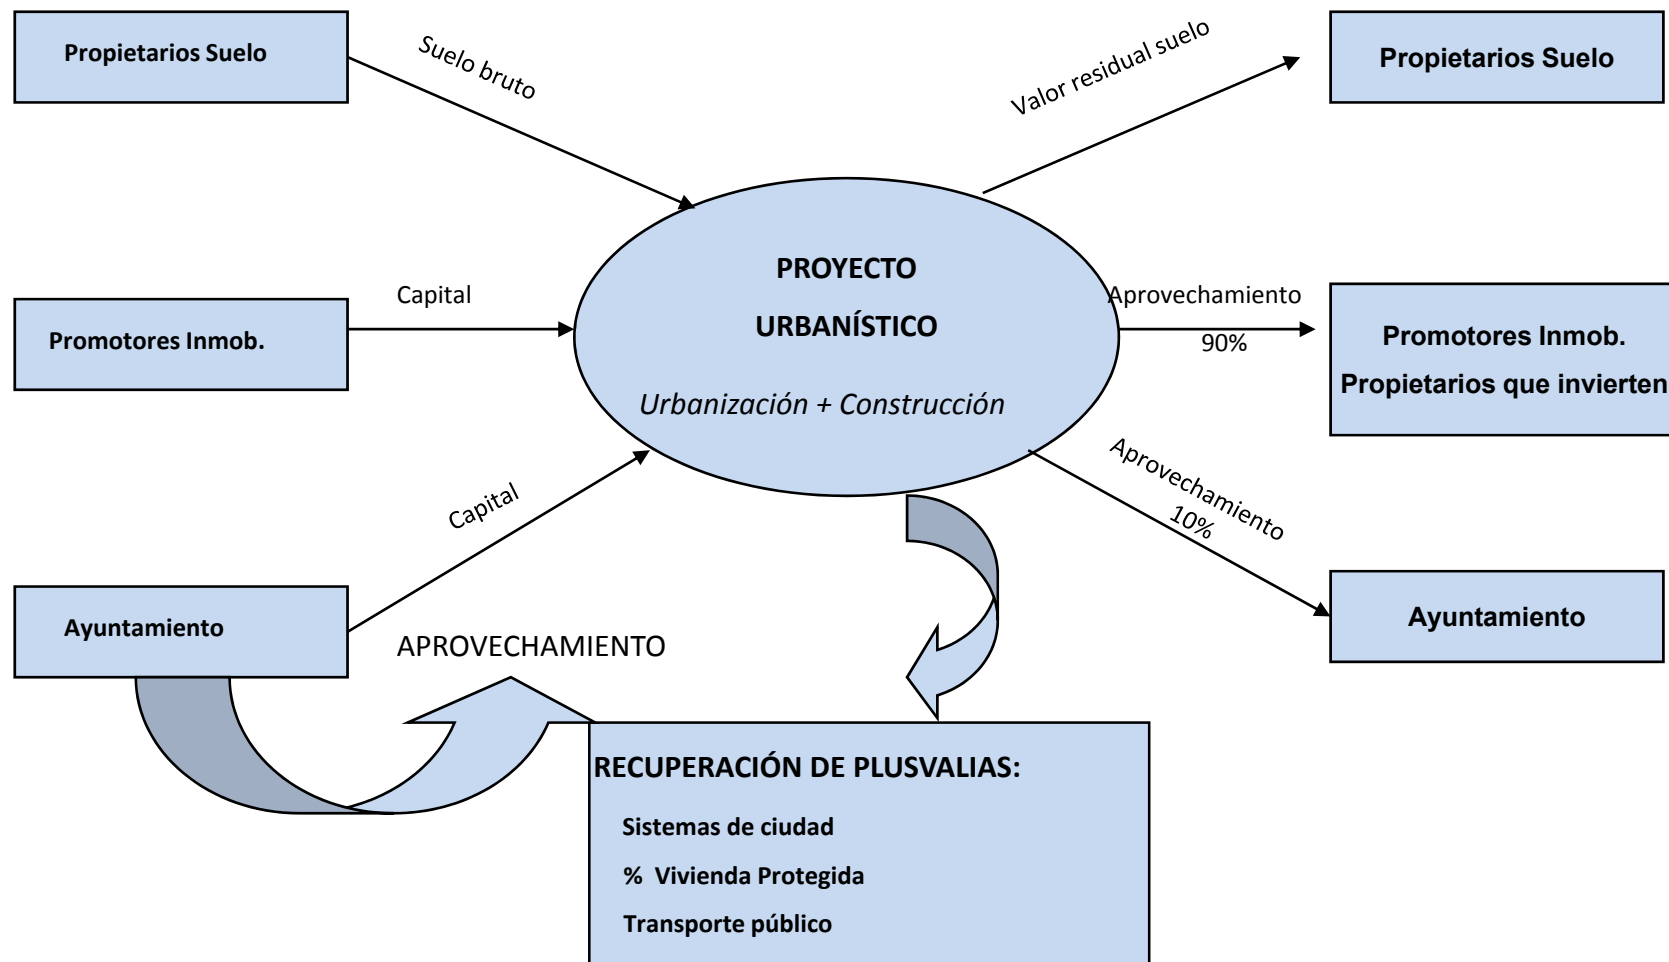 Propietarios Suelo
Suelo bruto
Valor residual suelo
Propietarios Suelo
Promotores Inmob.
Capital
PROYECTO
URBANÍSTICO
Urbanización + Construcción
Aprovechamiento
90%
Promotores Inmob.
Propietarios que invierten
Ayuntamiento
Capital
APROVECHAMIENTO
Aprovechamiento
10%
Ayuntamiento
RECUPERACIÓN DE PLUSVALIAS:
Sistemas de ciudad
% Vivienda Protegida
Transporte público